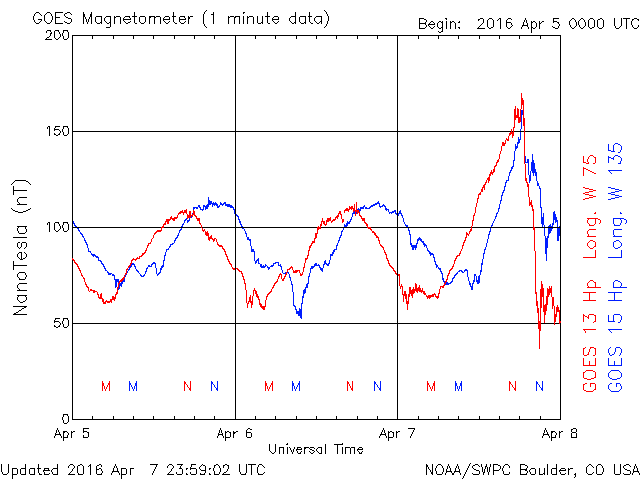 GOES Magnetometer (1 minute data)
Begin: 2016 Apr 5 0000 UTC
200
150
100
50
0
NanoTesla (nT)
M M N N M M N N M M N N
Apr 5 Apr 6 Apr 7 Apr 8
Universal Time
GOES 13 Hp Long. W 75
GOES 15 Hp Long. W 135
Updated 2016 Apr 7 23:59:02 UTC
NOAA/SWPC Boulder, CO USA